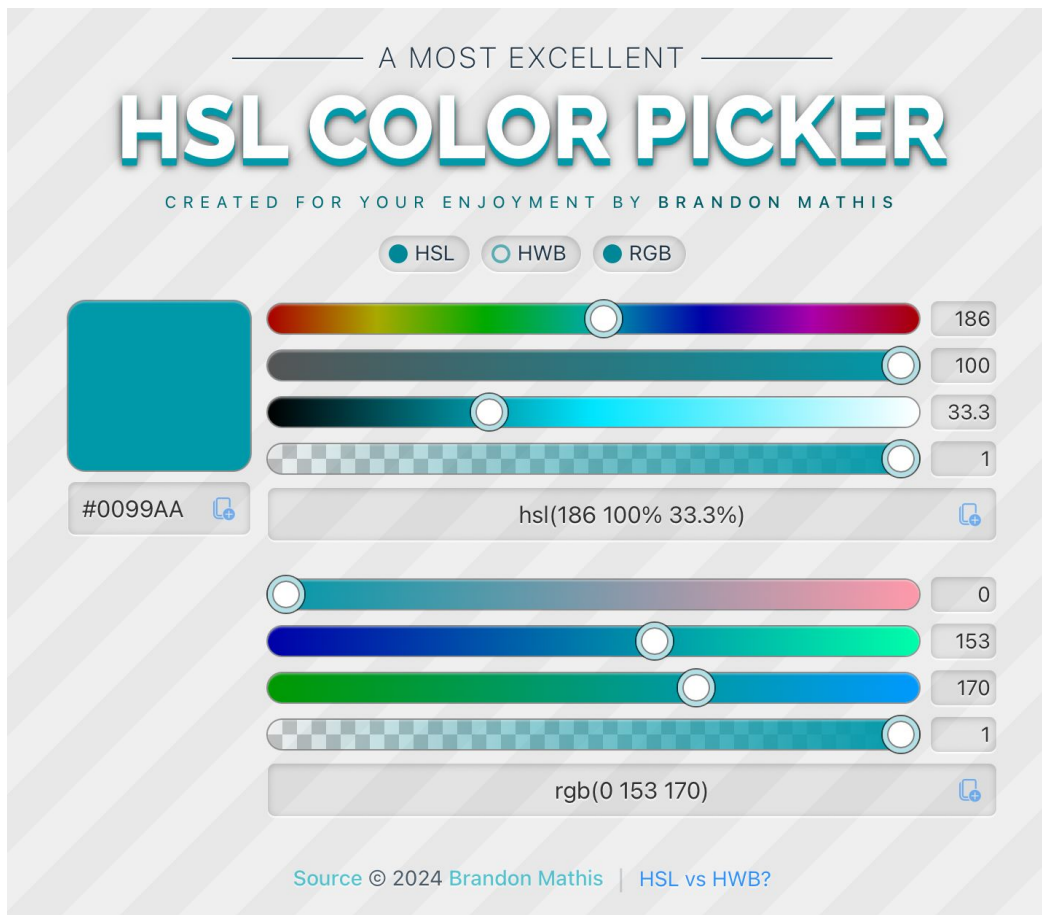 A MOST EXCELLENT
HSL COLOR PICKER
CREATED FOR YOUR ENJOYMENT BY BRANDON MATHIS
HSL HWB RGB
186
100
33.3
1
#0099AA
hsl(186 100% 33.3%)
0
153
170
1
rgb(0 153 170)
Source © 2024 Brandon Mathis | HSL vs HWB?